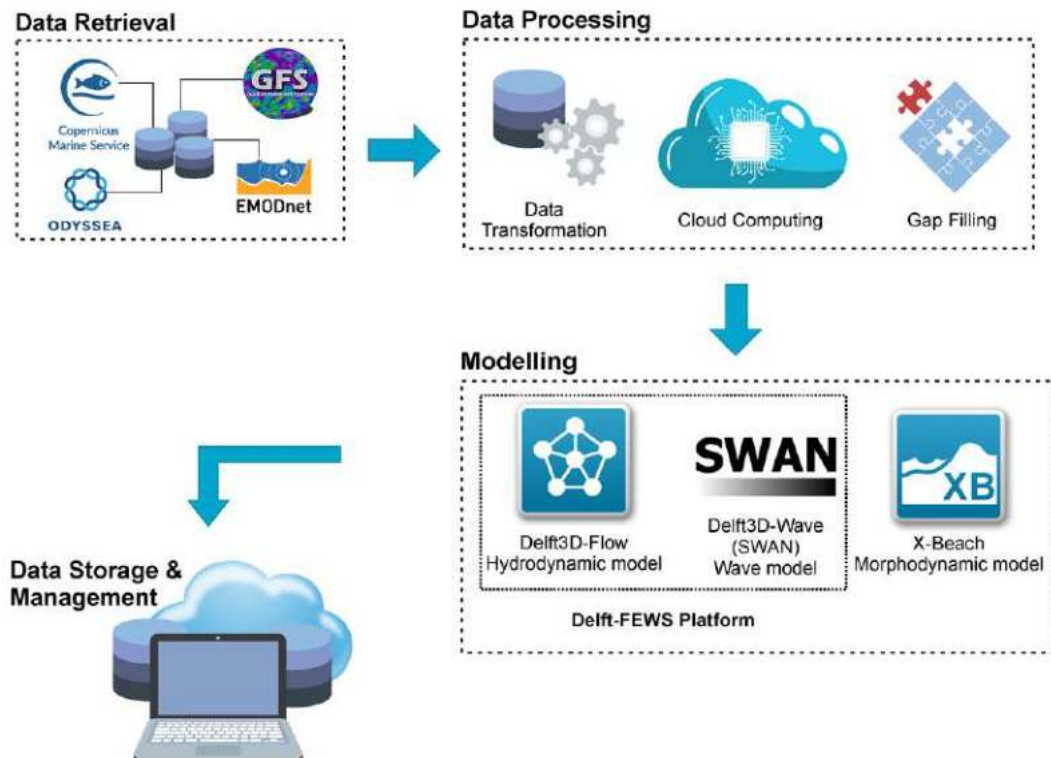 Data Retrieval
Copernicus
Marine Service
GFS
ODYSSEA
EMODnet
Data Processing
Data
Transformation
Cloud Computing
Gap Filling
Modelling
Delft3D-Flow
Hydrodynamic model
SWAN
Delft3D-Wave
(SWAN)
Wave model
XB
X-Beach
Morphodynamic model
Delft-FEWS Platform
Data Storage &
Management